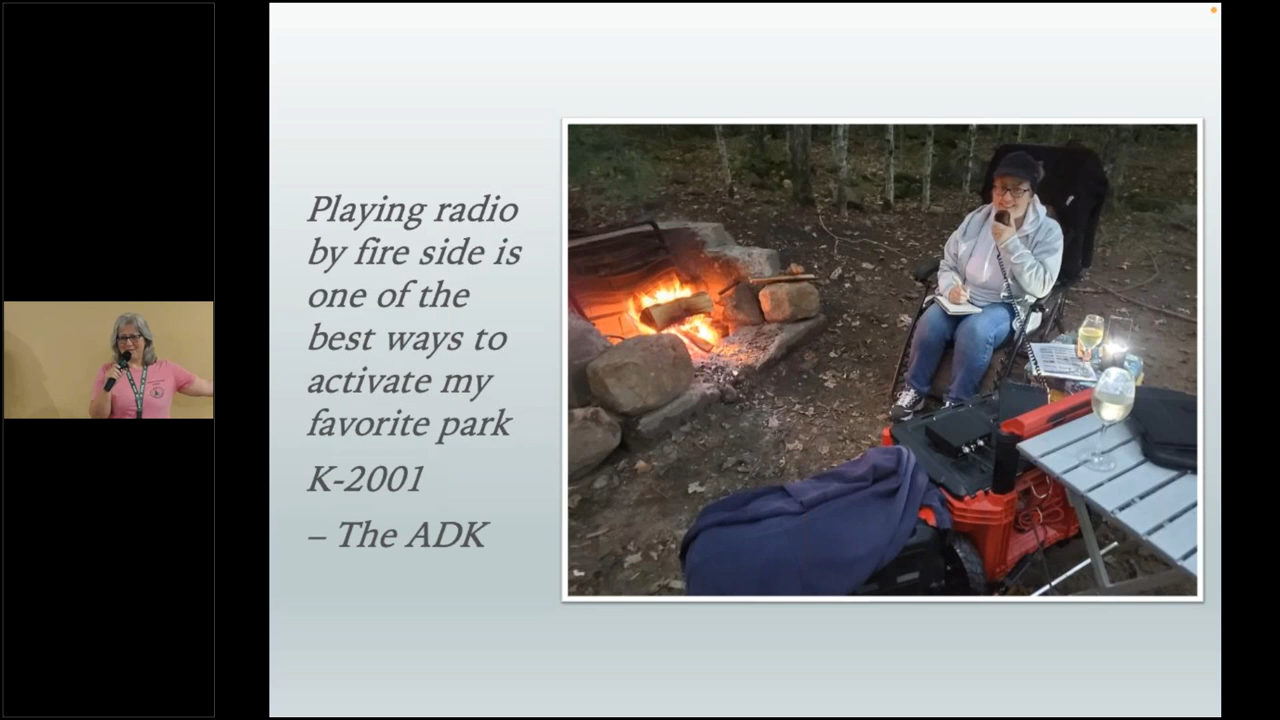 Playing radio
by fire side is
one of the
best ways to
activate my
favorite park
K-2001
– The ADK